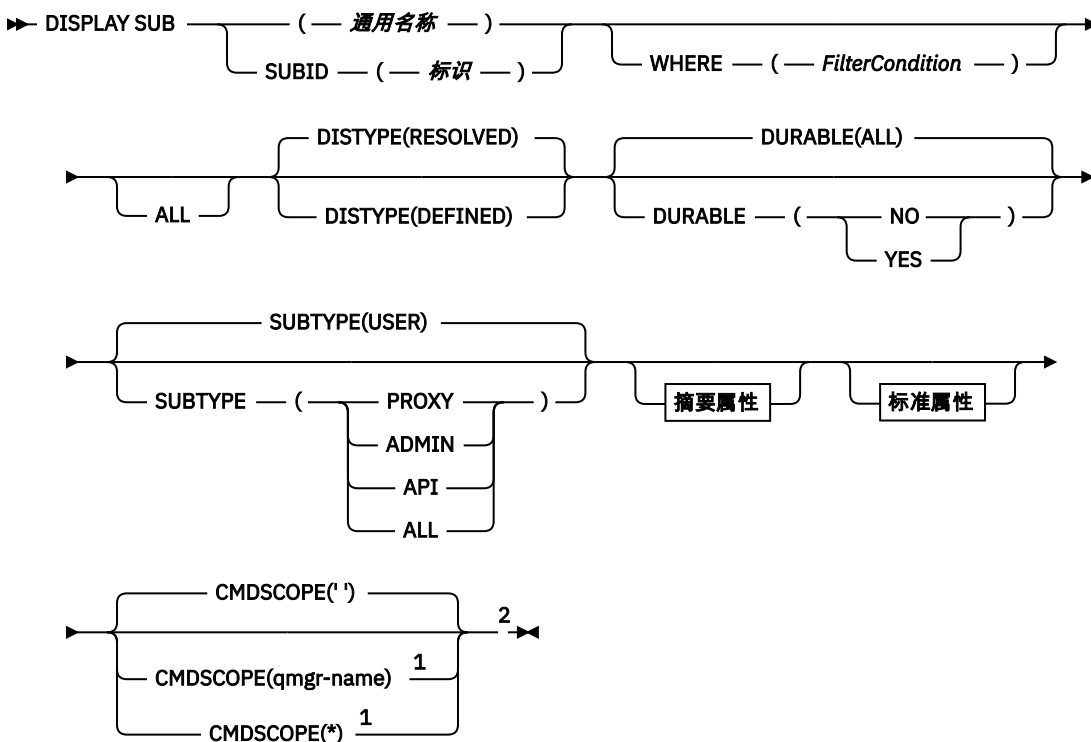 DISPLAY SUB ( 通用名称 )
SUBID ( 标识 )
WHERE ( FilterCondition )
ALL
DISTYPE(RESOLVED)
DISTYPE(DEFINED)
DURABLE(ALL)
DURABLE ( NO )
YES
SUBTYPE(USER)
SUBTYPE ( PROXY )
ADMIN
API
ALL
摘要属性
标准属性
CMDSCOPE(' ')
2
CMDSCOPE(qmgr-name) 1
CMDSCOPE(*) 1